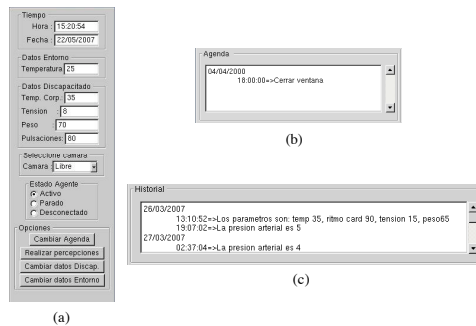 Tiempo
Hora : 15:20:54
Fecha : 22/05/2007
Datos Entorno
Temperatura: 25
Datos Discapacitado
Temp. Corp.: 35
Tension : 8
Peso : 70
Pulsaciones: 80
Seleccione camara
Camara : Libre
Estado Agente
Activo
Parado
Desconectado
Opciones
Cambiar Agenda
Realizar percepciones
Cambiar datos Discap.
Cambiar datos Entorno
(a)
Agenda
04/04/2000
18:00:00=>Cerrar ventana
(b)
Historial
26/03/2007
13:10:52=>Los parametros son: temp 35, ritmo card 90, tension 15, peso65
19:07:02=>La presion arterial es 5
27/03/2007
02:37:04=>La presion arterial es 4
(c)